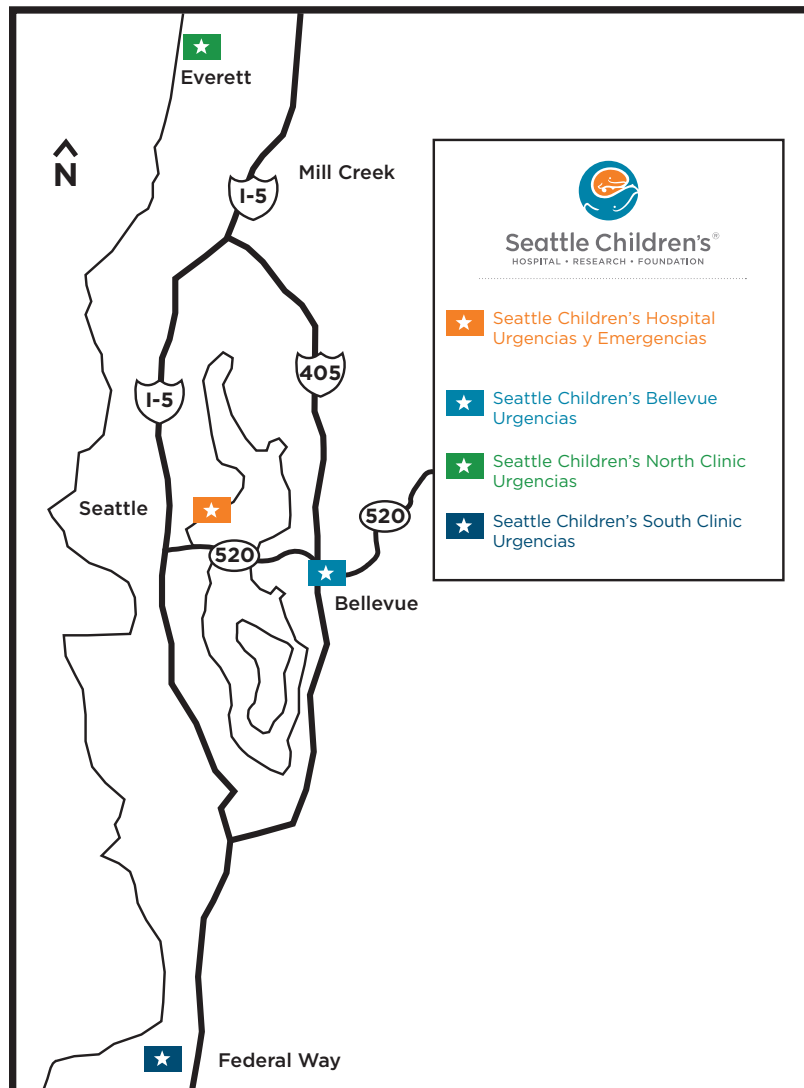 Everett
N
Mill Creek
I-5
Seattle Children's®
HOSPITAL • RESEARCH • FOUNDATION
Seattle Children's Hospital
Urgencias y Emergencias
405
I-5
Seattle Children's Bellevue
Urgencias
Seattle Children's North Clinic
Urgencias
Seattle
520
Seattle Children's South Clinic
Urgencias
520
Bellevue
Federal Way